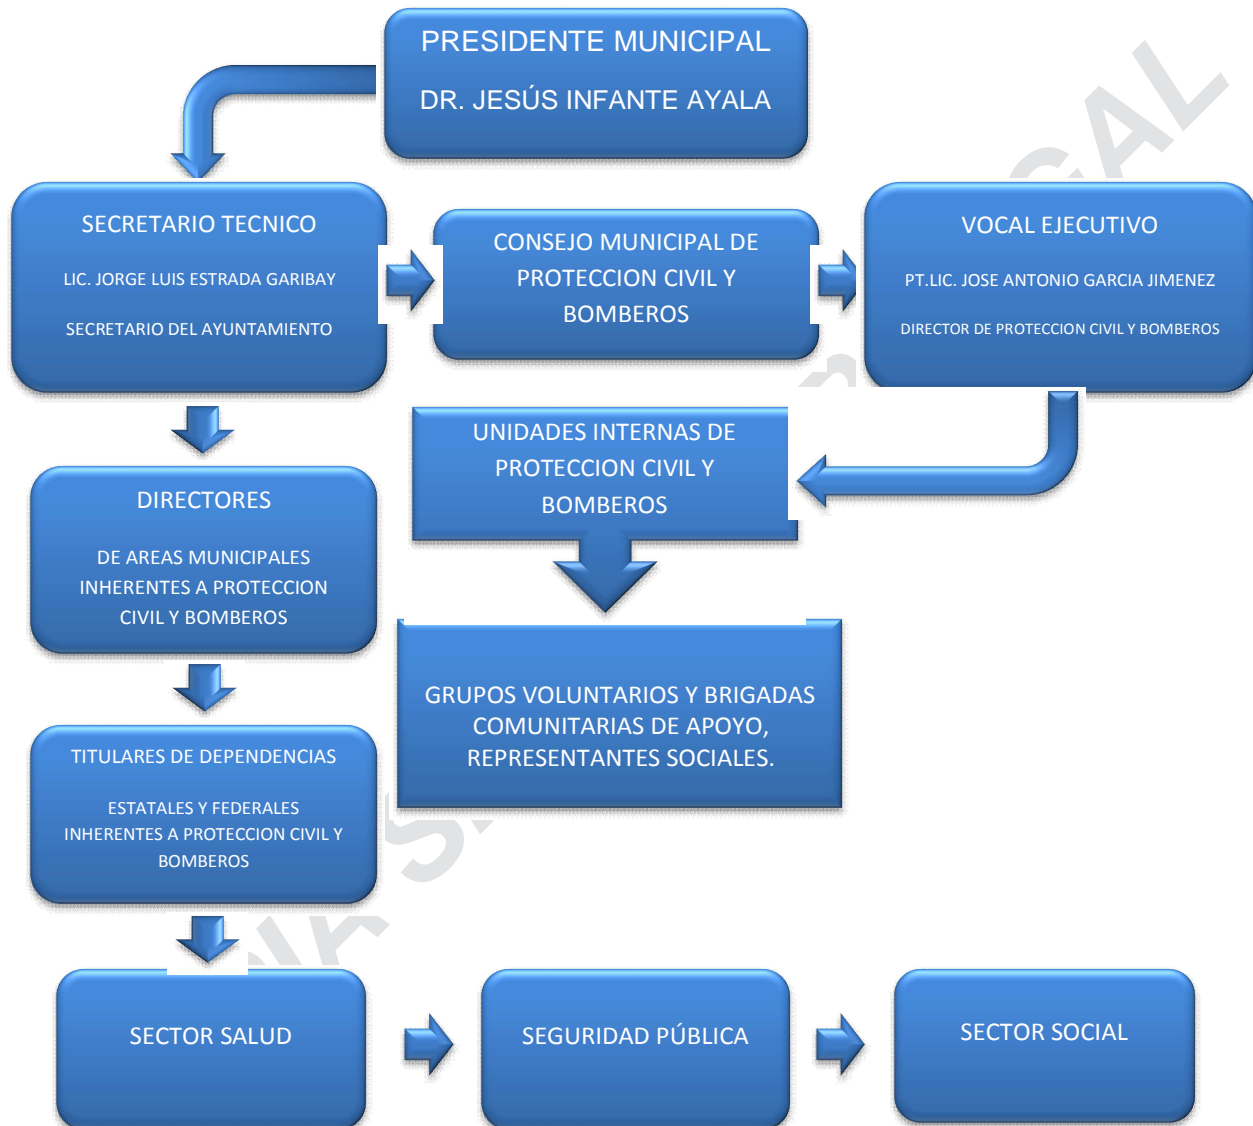 PRESIDENTE MUNICIPAL
DR. JESÚS INFANTE AYALA
SECRETARIO TECNICO
LIC. JORGE LUIS ESTRADA GARIBAY
SECRETARIO DEL AYUNTAMIENTO
CONSEJO MUNICIPAL DE
PROTECCION CIVIL Y
BOMBEROS
VOCAL EJECUTIVO
PT.LIC. JOSE ANTONIO GARCIA JIMENEZ
DIRECTOR DE PROTECCION CIVIL Y BOMBEROS
UNIDADES INTERNAS DE
PROTECCION CIVIL Y
BOMBEROS
DIRECTORES
DE AREAS MUNICIPALES
INHERENTES A PROTECCION
CIVIL Y BOMBEROS
GRUPOS VOLUNTARIOS Y BRIGADAS
COMUNITARIAS DE APOYO,
REPRESENTANTES SOCIALES.
TITULARES DE DEPENDENCIAS
ESTATALES Y FEDERALES
INHERENTES A PROTECCION CIVIL Y
BOMBEROS
SECTOR SALUD
SEGURIDAD PÚBLICA
SECTOR SOCIAL